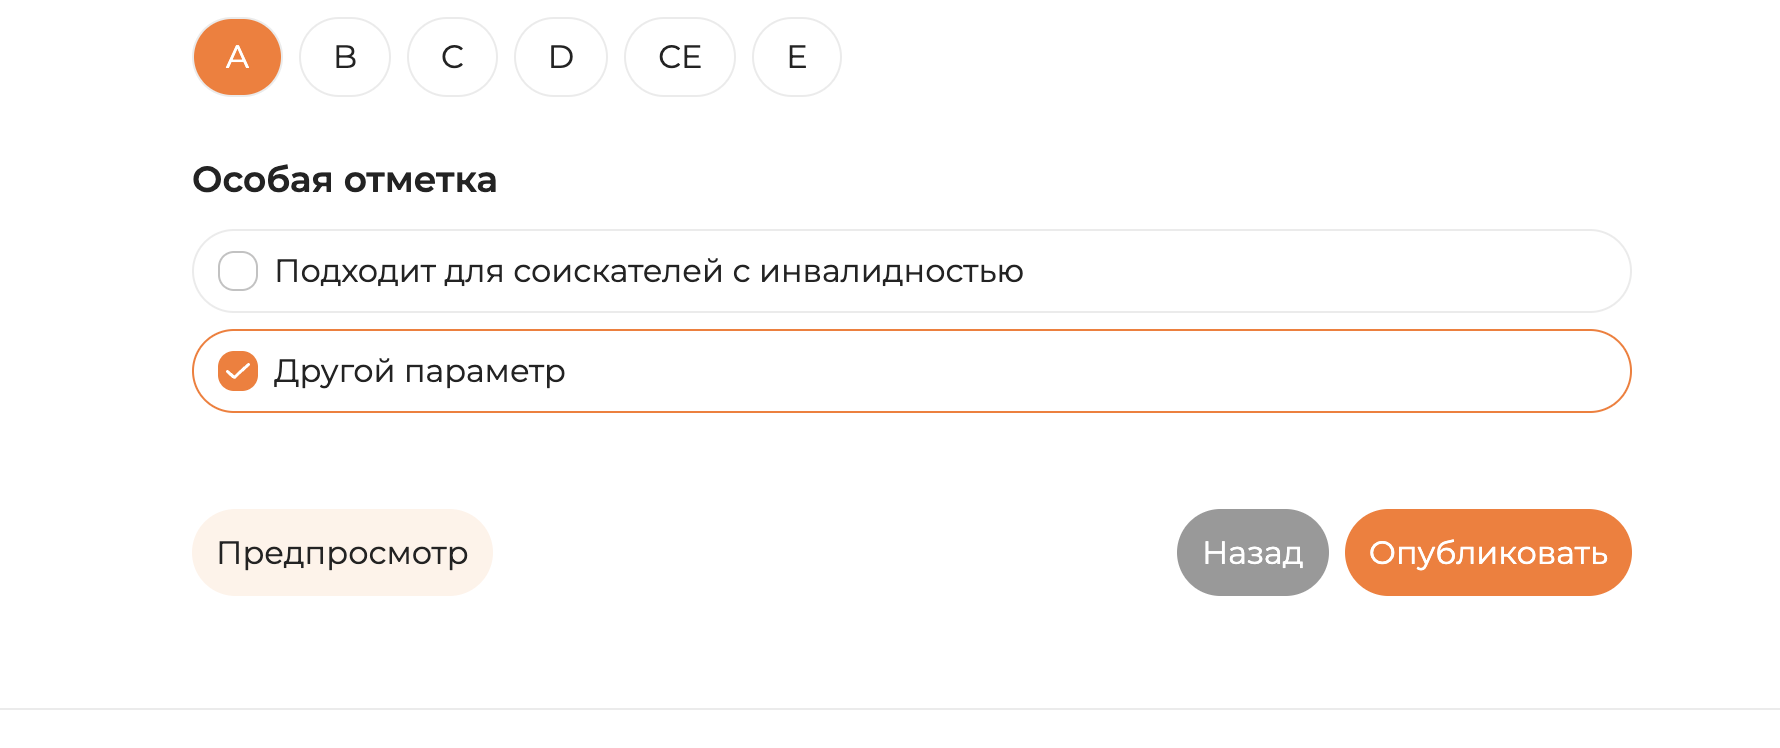 A B C D CE E
Особая отметка
Подходит для соискателей с инвалидностью
Другой параметр
Предпросмотр Назад Опубликовать